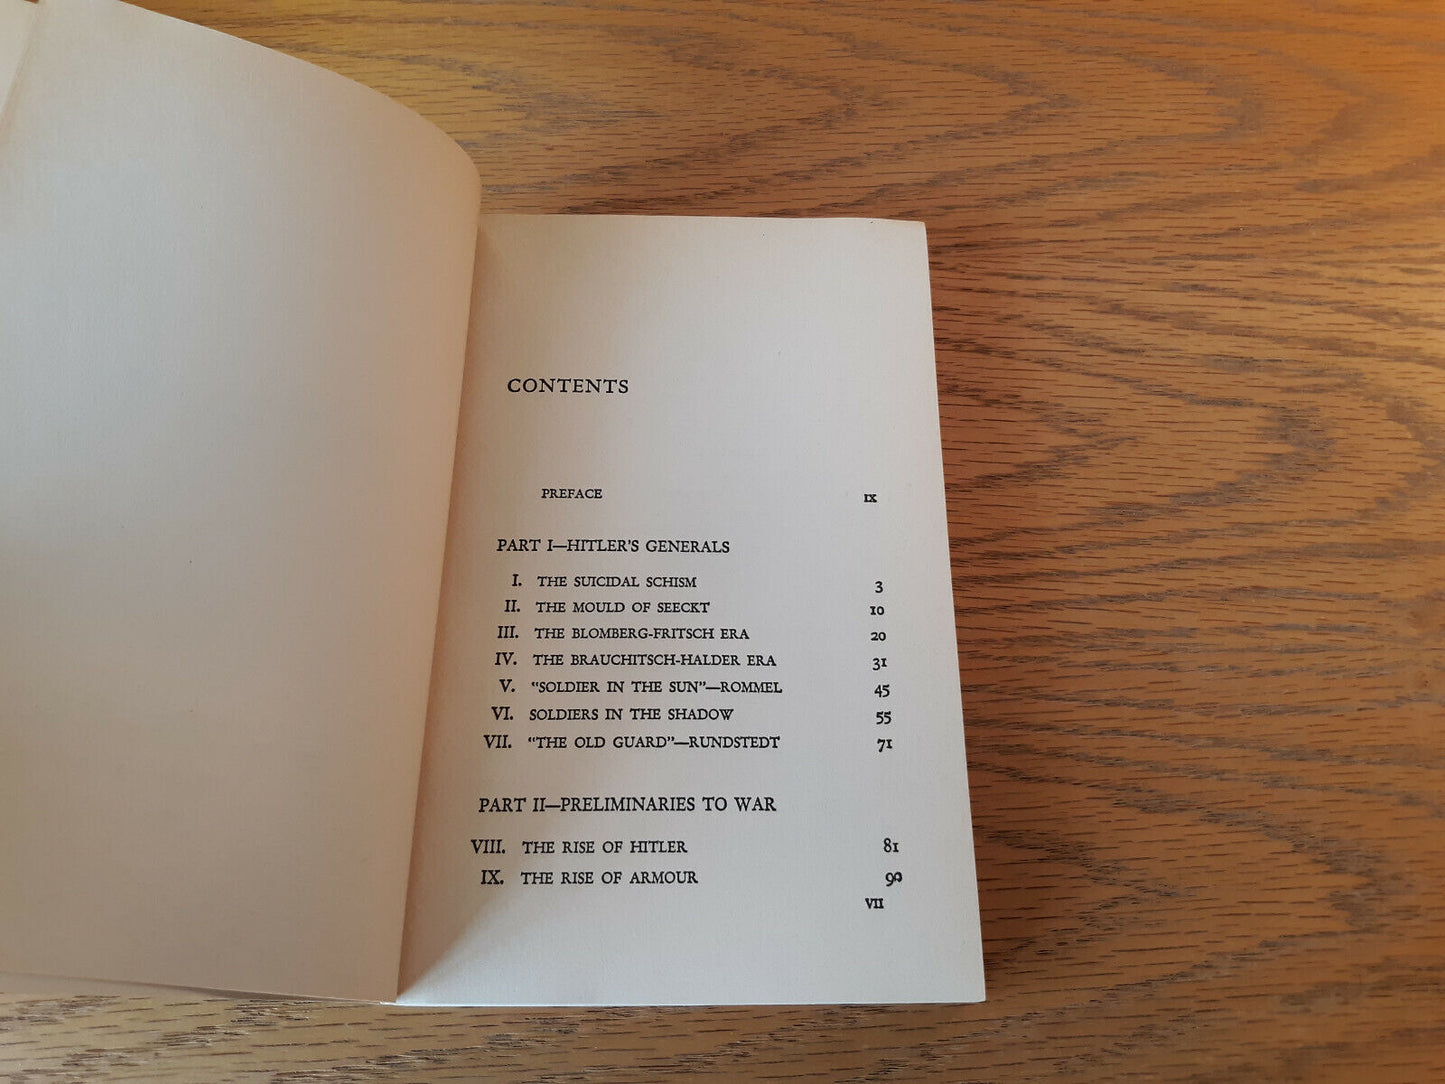 CONTENTS
PREFACE IX
PART I—HITLER'S GENERALS
I. THE SUICIDAL SCHISM 3
II. THE MOULD OF SEECKT 10
III. THE BLOMBERG-FRITSCH ERA 20
IV. THE BRAUCHITSCH-HALDER ERA 31
V. "SOLDIER IN THE SUN"—ROMMEL 45
VI. SOLDIERS IN THE SHADOW 55
VII. "THE OLD GUARD"—RUNDSTEDT 71
PART II—PRELIMINARIES TO WAR
VIII. THE RISE OF HITLER 81
IX. THE RISE OF ARMOUR 90
VII